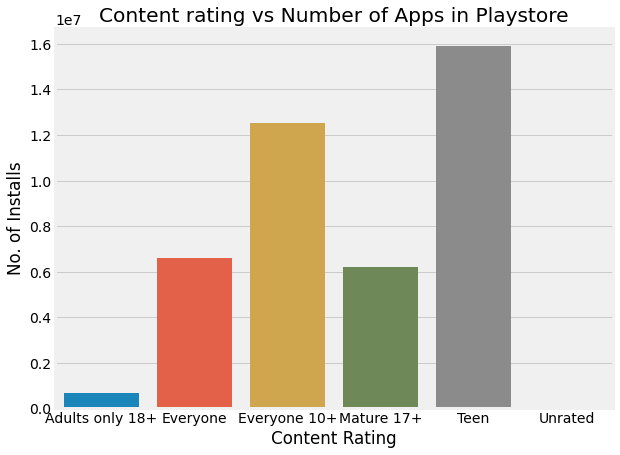 Content rating vs Number of Apps in Playstore
1e7
1.6
1.4
1.2
1.0
0.8
0.6
0.4
0.2
0.0
No. of Installs
Adults only 18+ Everyone Everyone 10+ Mature 17+ Teen Unrated
Content Rating